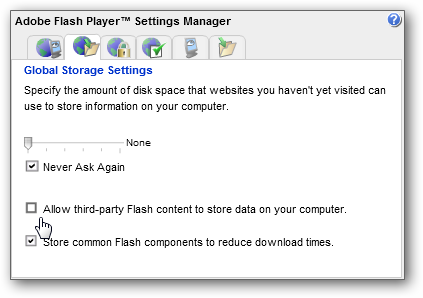 Adobe Flash Player™ Settings Manager
?
Global Storage Settings
Specify the amount of disk space that websites you haven't yet visited can
use to store information on your computer.
None
Never Ask Again
Allow third-party Flash content to store data on your computer.
Store common Flash components to reduce download times.